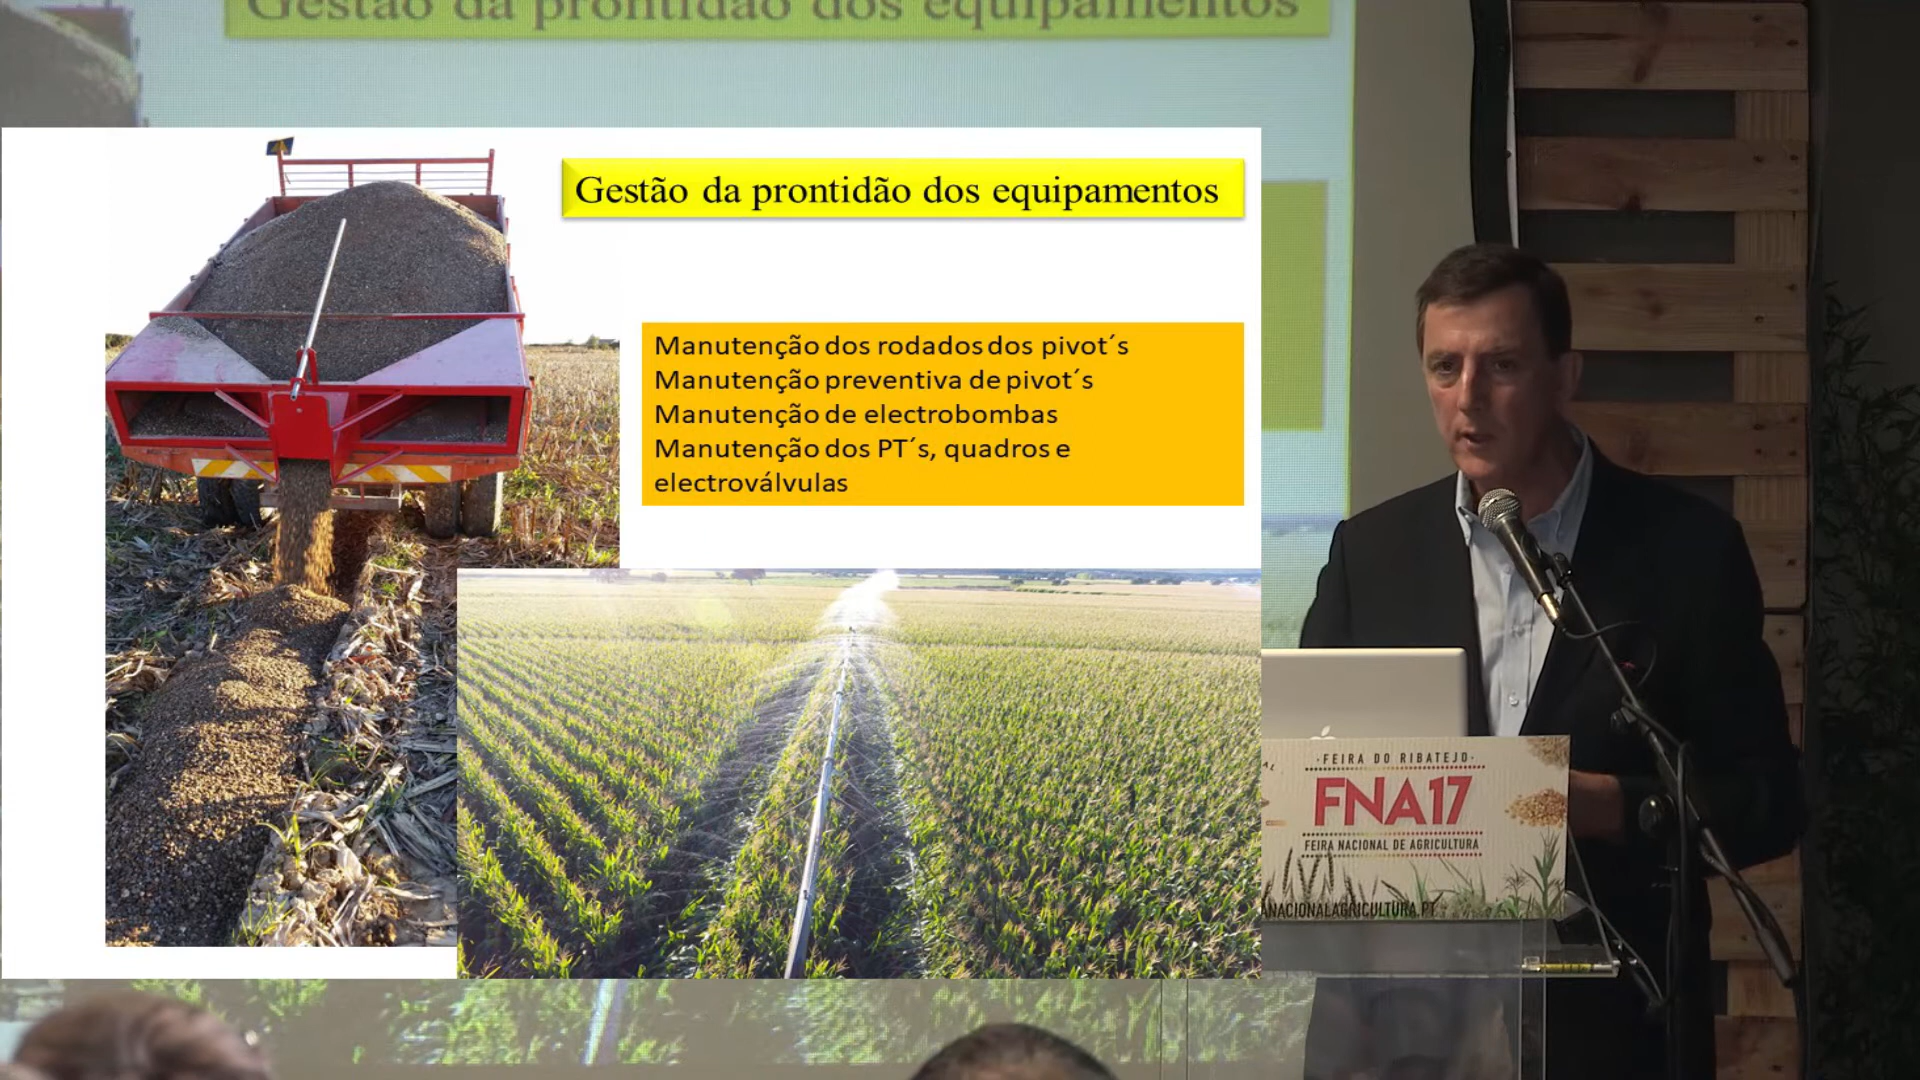 Gestão da prontidão dos equipamentos
Gestão da prontidão dos equipamentos
Manutenção dos rodados dos pivot´s
Manutenção preventiva de pivot´s
Manutenção de electrobombas
Manutenção dos PT´s, quadros e
electroválvulas
·FEIRA DO RIBATEJO·
FNA17
FEIRA NACIONAL DE AGRICULTURA
ANACIONALAGRICULTURA.PT